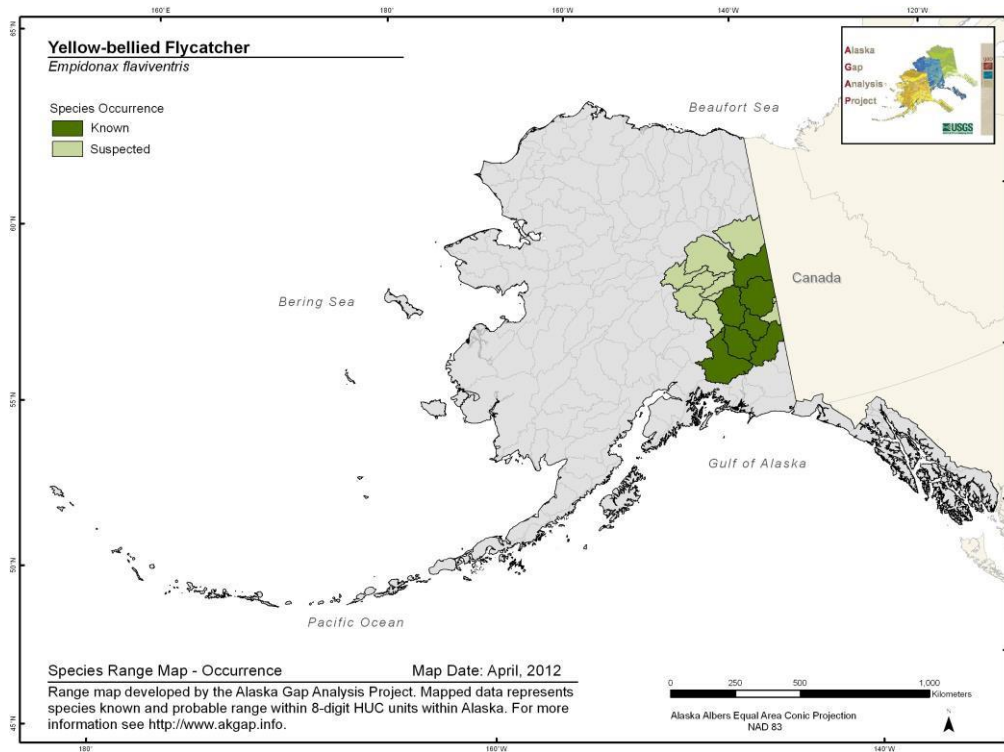 160°E
180°
160°W
140°W
120°W
65°N
Yellow-bellied Flycatcher
Empidonax flaviventris
Species Occurrence
Known
Suspected
Alaska
Gap
Analysis
Project
USGS
Beaufort Sea
60°N
Canada
Bering Sea
55°N
Gulf of Alaska
50°N
Pacific Ocean
Species Range Map - Occurrence Map Date: April, 2012
Range map developed by the Alaska Gap Analysis Project. Mapped data represents
species known and probable range within 8-digit HUC units within Alaska. For more
information see http://www.akgap.info.
0 250 500 1,000
Kilometers
Alaska Albers Equal Area Conic Projection
NAD 83
N
45°N
180°
160°W
140°W